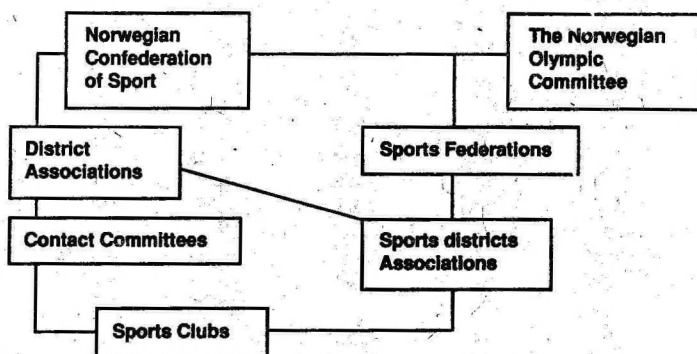 Norwegian
Confederation
of Sport
The Norwegian
Olympic
Committee
District
Associations
Sports Federations
Contact Committees
Sports districts
Associations
Sports Clubs